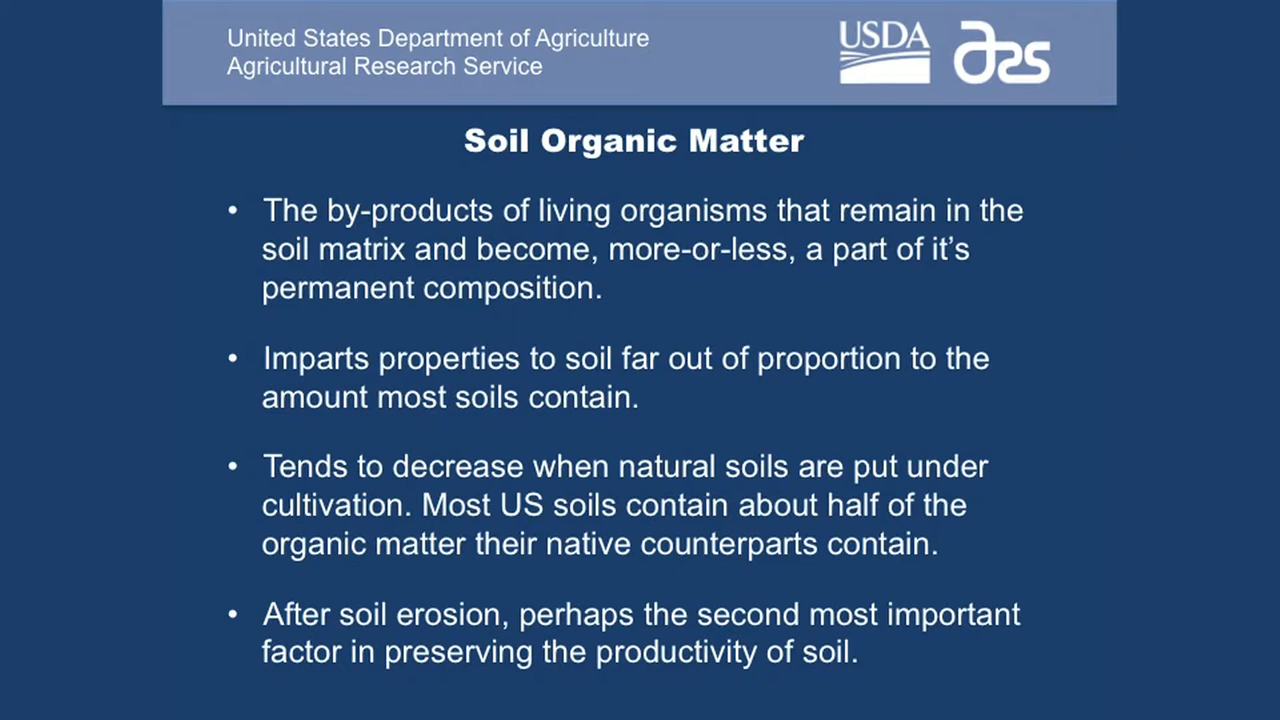 United States Department of Agriculture
Agricultural Research Service
USDA
ars
Soil Organic Matter
• The by-products of living organisms that remain in the
soil matrix and become, more-or-less, a part of it’s
permanent composition.
• Imparts properties to soil far out of proportion to the
amount most soils contain.
• Tends to decrease when natural soils are put under
cultivation. Most US soils contain about half of the
organic matter their native counterparts contain.
• After soil erosion, perhaps the second most important
factor in preserving the productivity of soil.